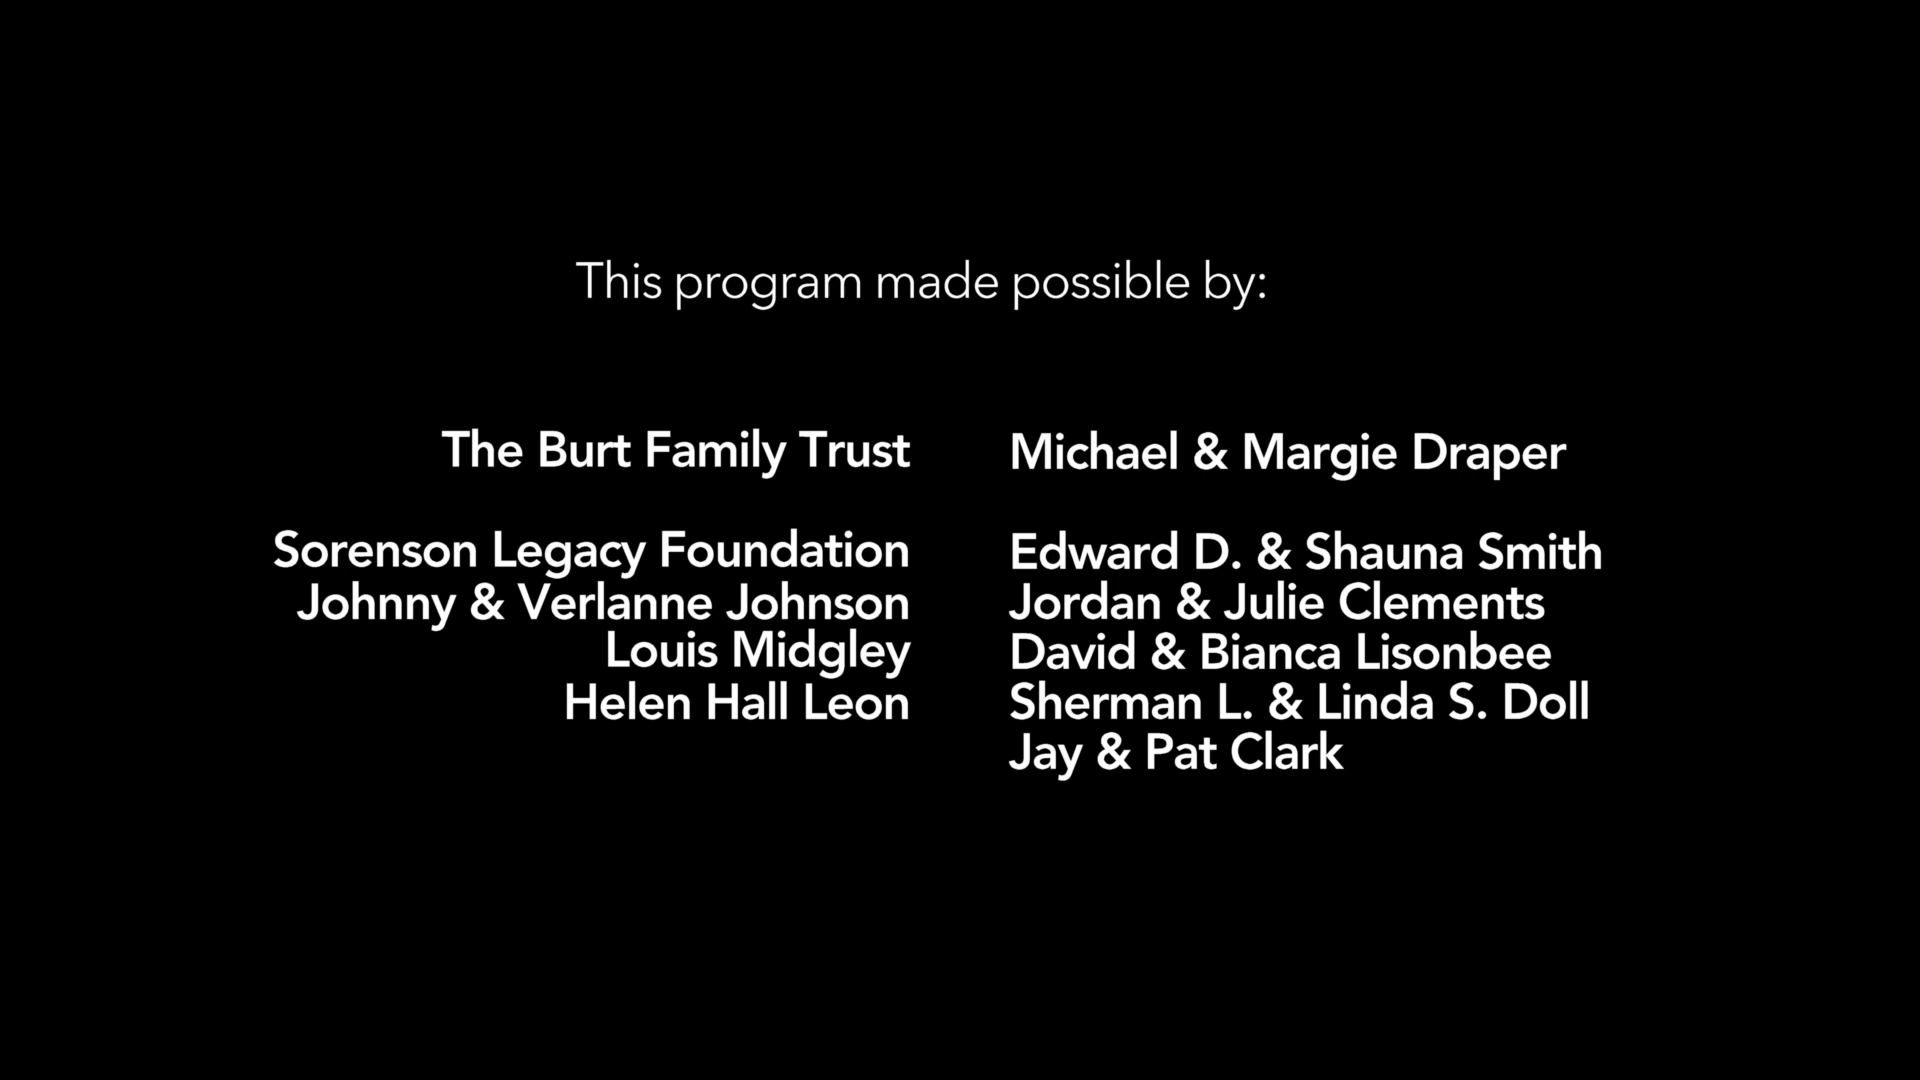 This program made possible by:
The Burt Family Trust
Sorenson Legacy Foundation
Johnny & Verlanne Johnson
Louis Midgley
Helen Hall Leon
Michael & Margie Draper
Edward D. & Shauna Smith
Jordan & Julie Clements
David & Bianca Lisonbee
Sherman L. & Linda S. Doll
Jay & Pat Clark